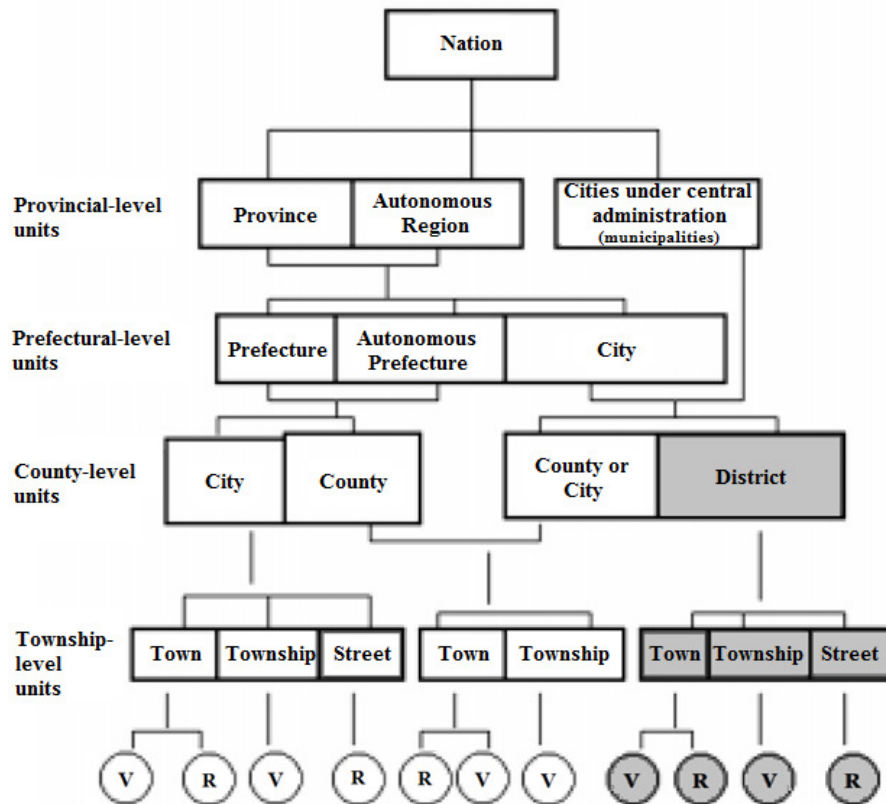 Nation
Provincial-level
units
Province
Autonomous
Region
Cities under central
administration
(municipalities)
Prefectural-level
units
Prefecture
Autonomous
Prefecture
City
County-level
units
City
County
County or
City
District
Township-
level
units
Town
Township
Street
Town
Township
Town
Township
Street
V
R
V
R
R
V
V
V
R
V
R